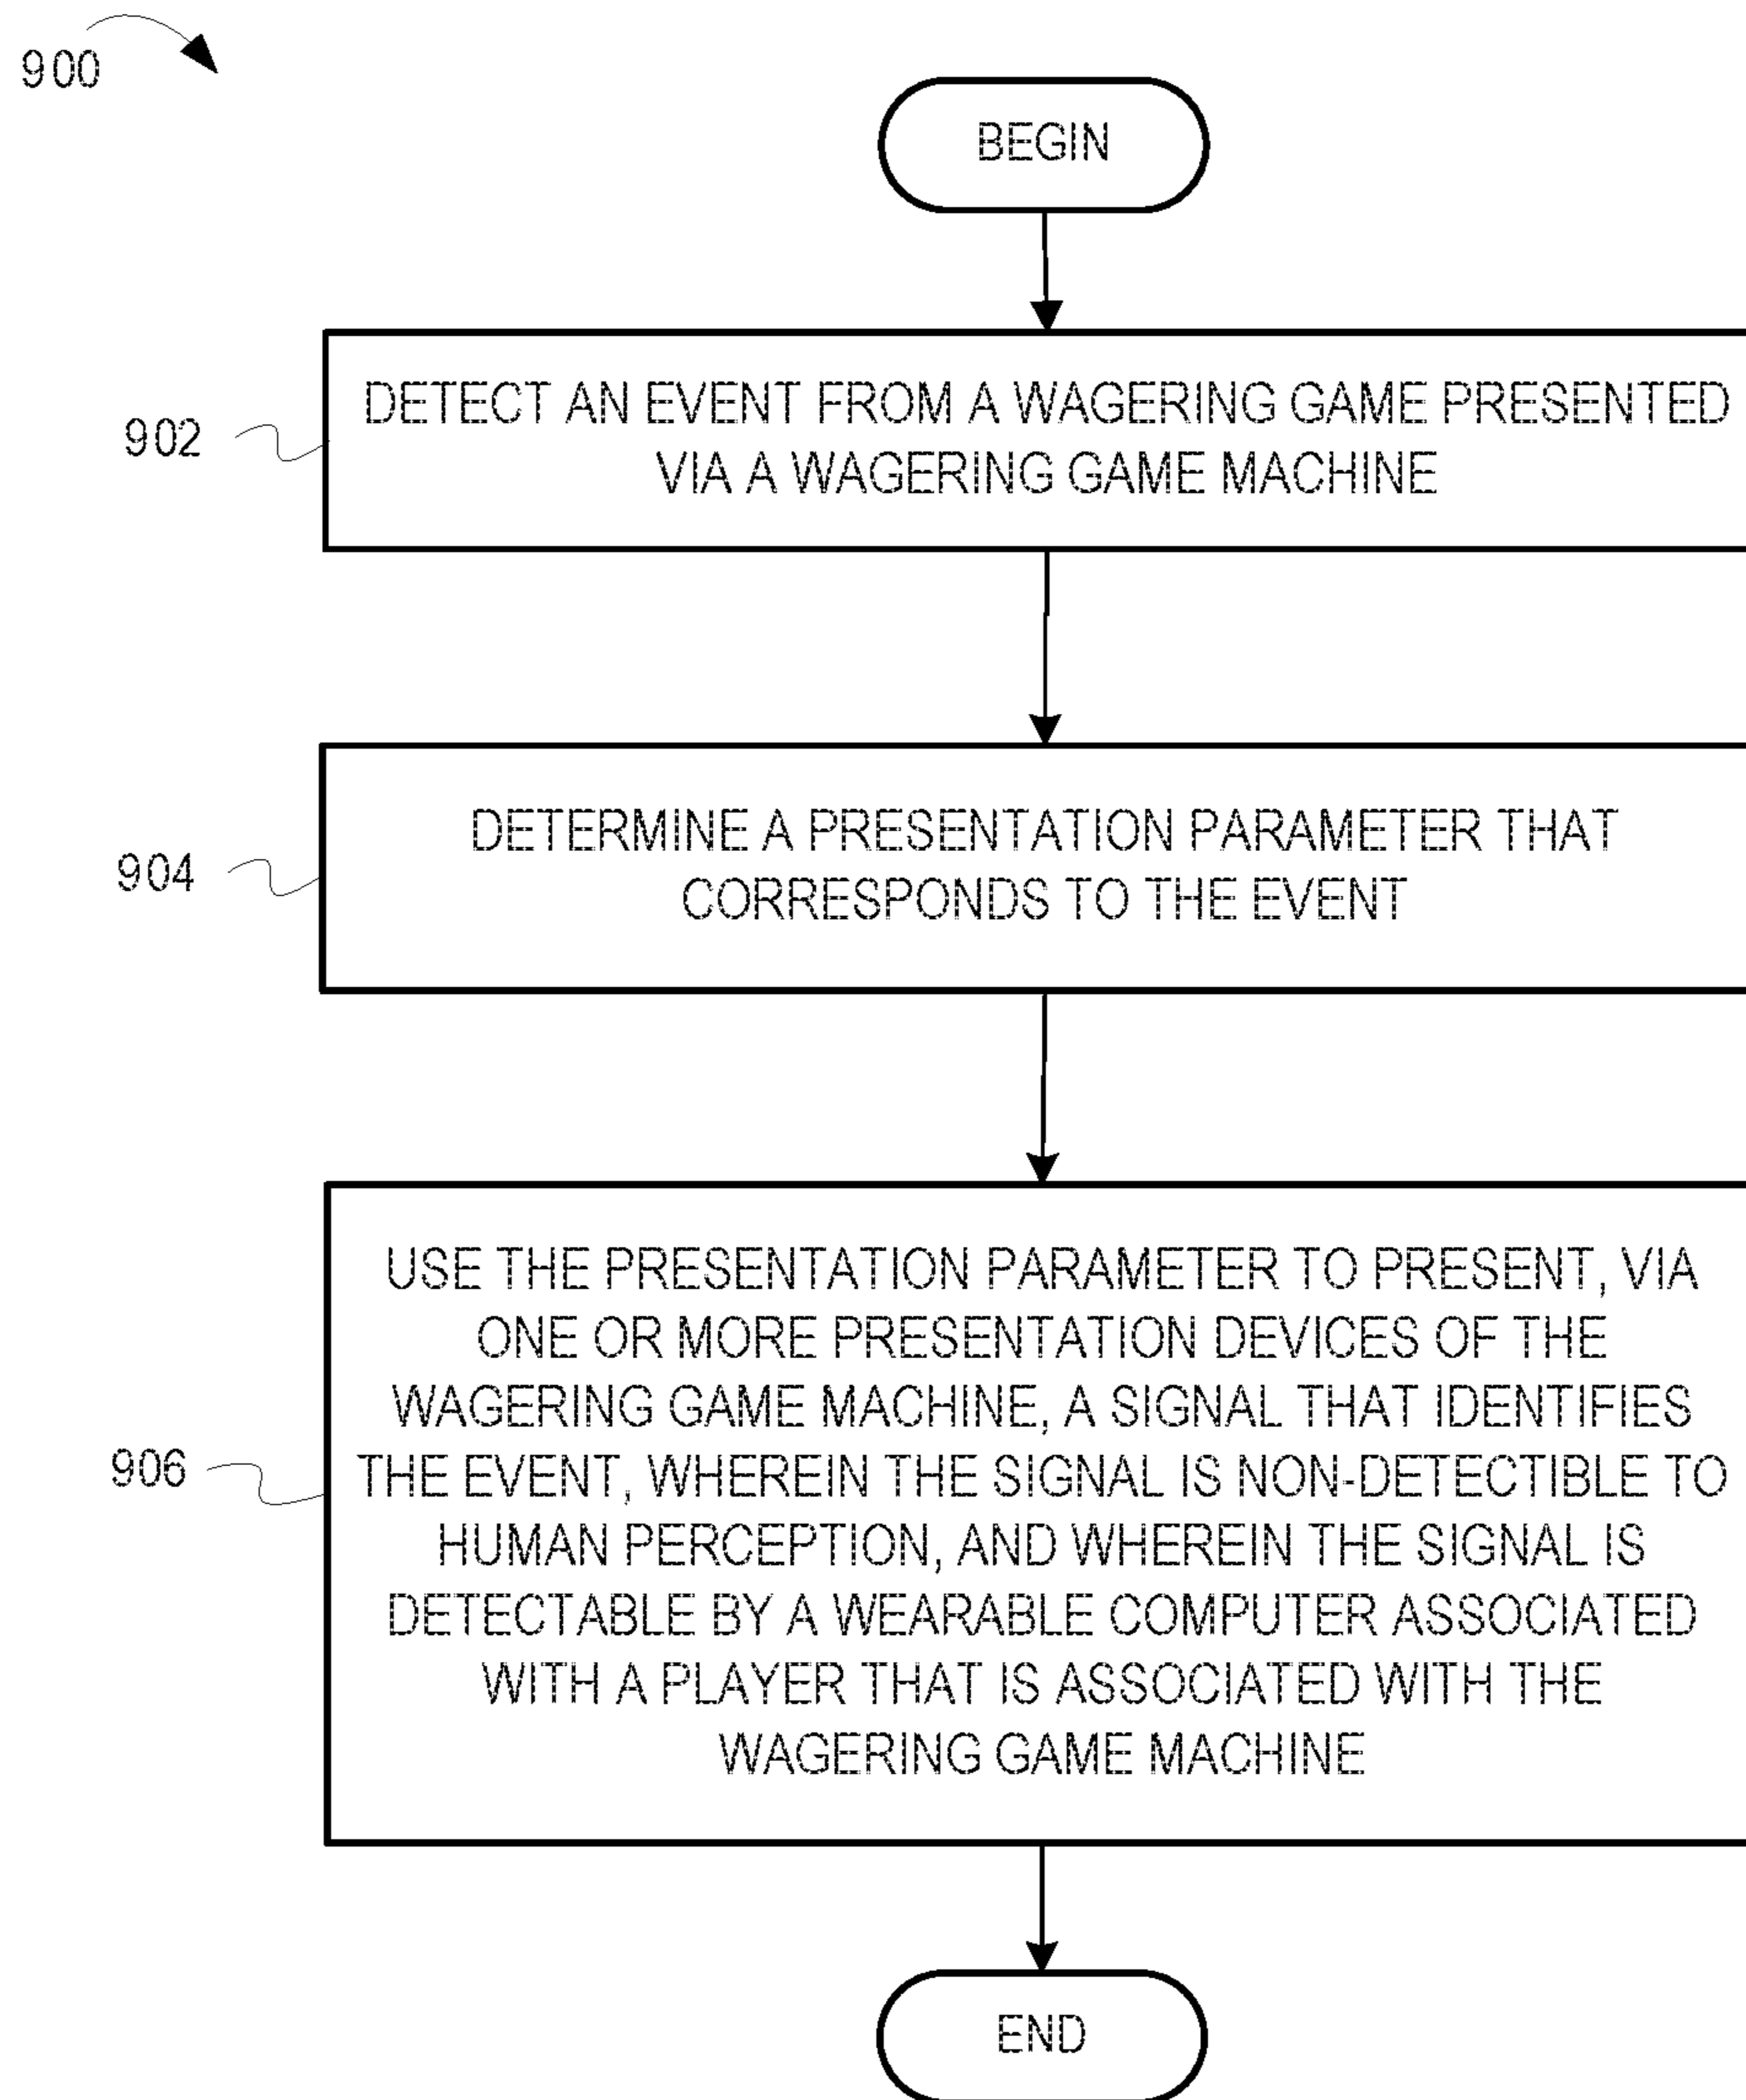 900
BEGIN
902
DETECT AN EVENT FROM A WAGERING GAME PRESENTED
VIA A WAGERING GAME MACHINE
904
DETERMINE A PRESENTATION PARAMETER THAT
CORRESPONDS TO THE EVENT
906
USE THE PRESENTATION PARAMETER TO PRESENT, VIA
ONE OR MORE PRESENTATION DEVICES OF THE
WAGERING GAME MACHINE, A SIGNAL THAT IDENTIFIES
THE EVENT, WHEREIN THE SIGNAL IS NON-DETECTIBLE TO
HUMAN PERCEPTION, AND WHEREIN THE SIGNAL IS
DETECTABLE BY A WEARABLE COMPUTER ASSOCIATED
WITH A PLAYER THAT IS ASSOCIATED WITH THE
WAGERING GAME MACHINE
END